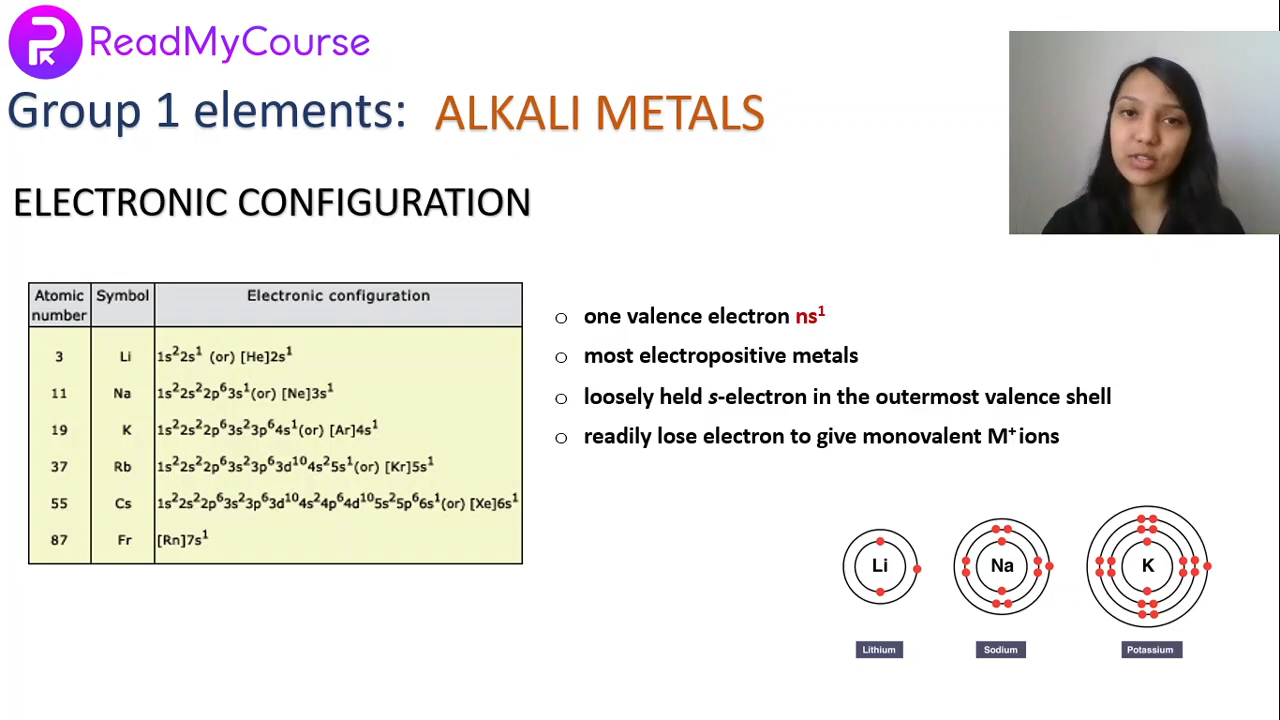 ReadMyCourse
Group 1 elements: ALKALI METALS
ELECTRONIC CONFIGURATION
Atomic number Symbol Electronic configuration
3 Li 1s²2s¹ (or) [He]2s¹
11 Na 1s²2s²2p⁶3s¹(or) [Ne]3s¹
19 K 1s²2s²2p⁶3s²3p⁶4s¹(or) [Ar]4s¹
37 Rb 1s²2s²2p⁶3s²3p⁶3d¹⁰4s²5s¹(or) [Kr]5s¹
55 Cs 1s²2s²2p⁶3s²3p⁶3d¹⁰4s²4p⁶4d¹⁰5s²5p⁶6s¹(or) [Xe]6s¹
87 Fr [Rn]7s¹
o one valence electron ns¹
o most electropositive metals
o loosely held s-electron in the outermost valence shell
o readily lose electron to give monovalent M⁺ ions
Li Na K
Lithium Sodium Potassium